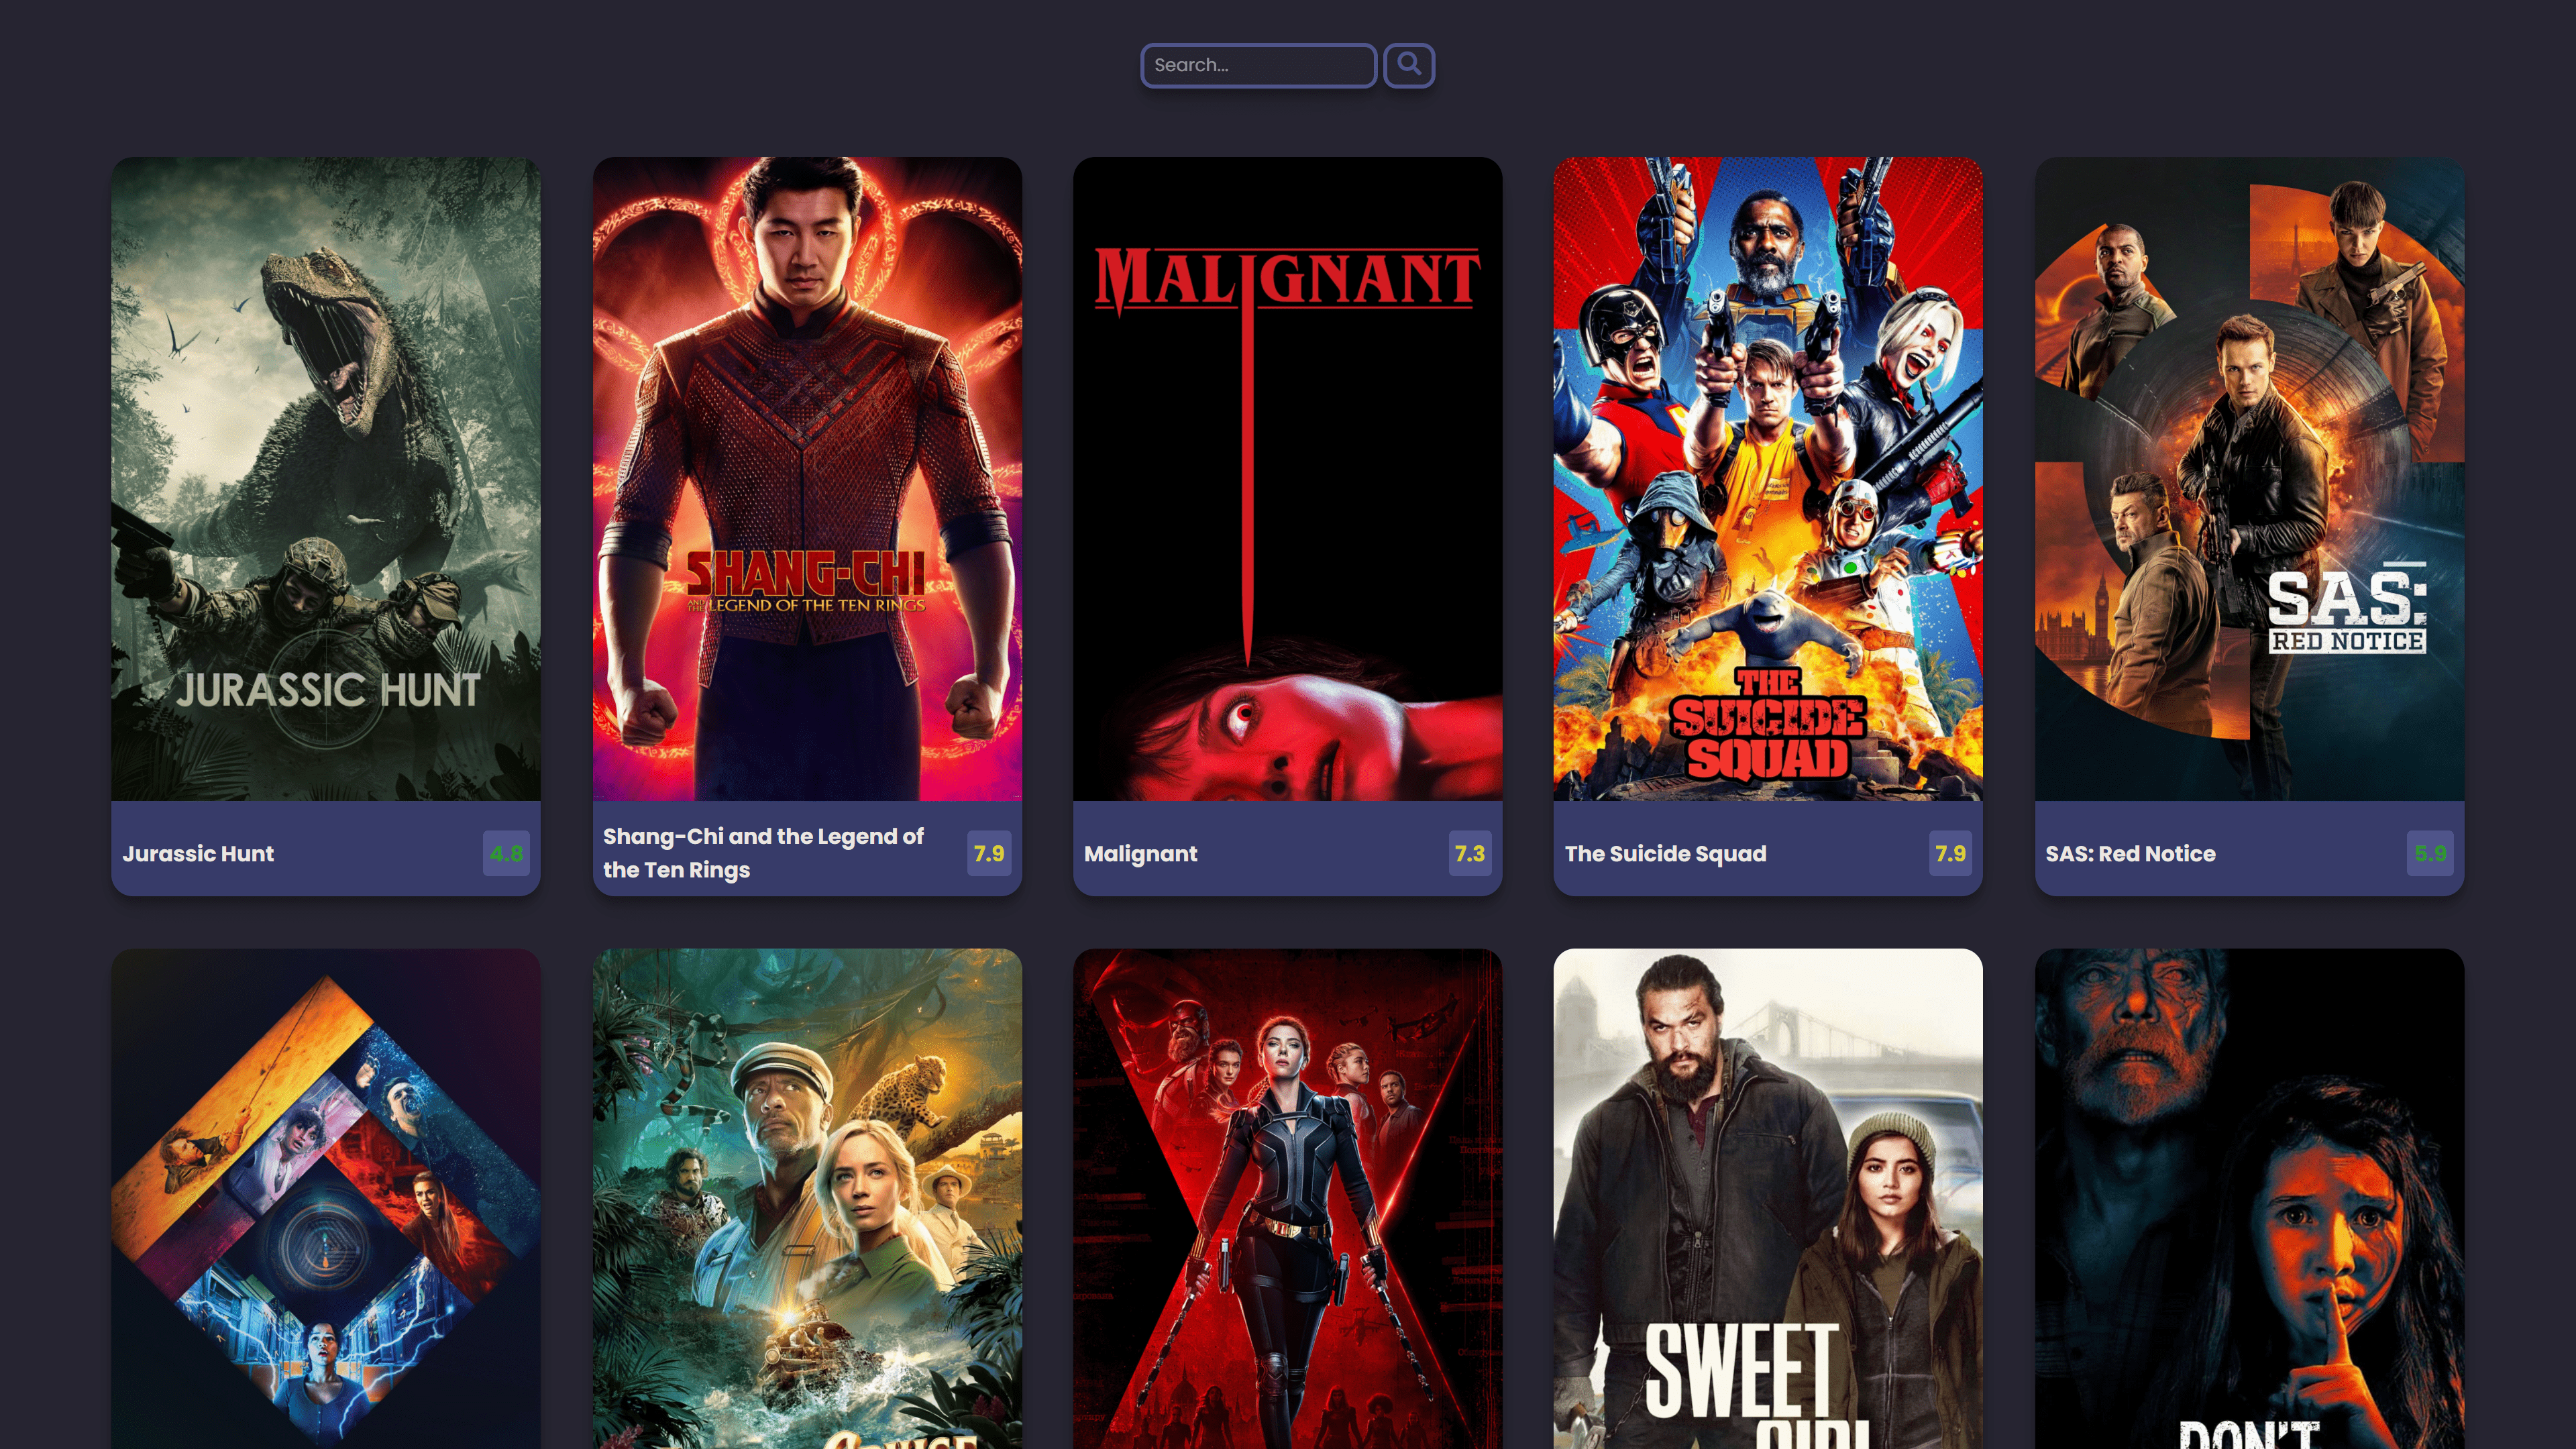 Search...
MALIGNANT
SHANG-CHI
AND THE LEGEND OF THE TEN RINGS
SAS:
RED NOTICE
JURASSIC HUNT
THE
SUICIDE
SQUAD
Jurassic Hunt
4.8
Shang-Chi and the Legend of
the Ten Rings
7.9
Malignant
7.3
The Suicide Squad
7.9
SAS: Red Notice
5.9
SWEET
GIRL
CRUISE
DON'T